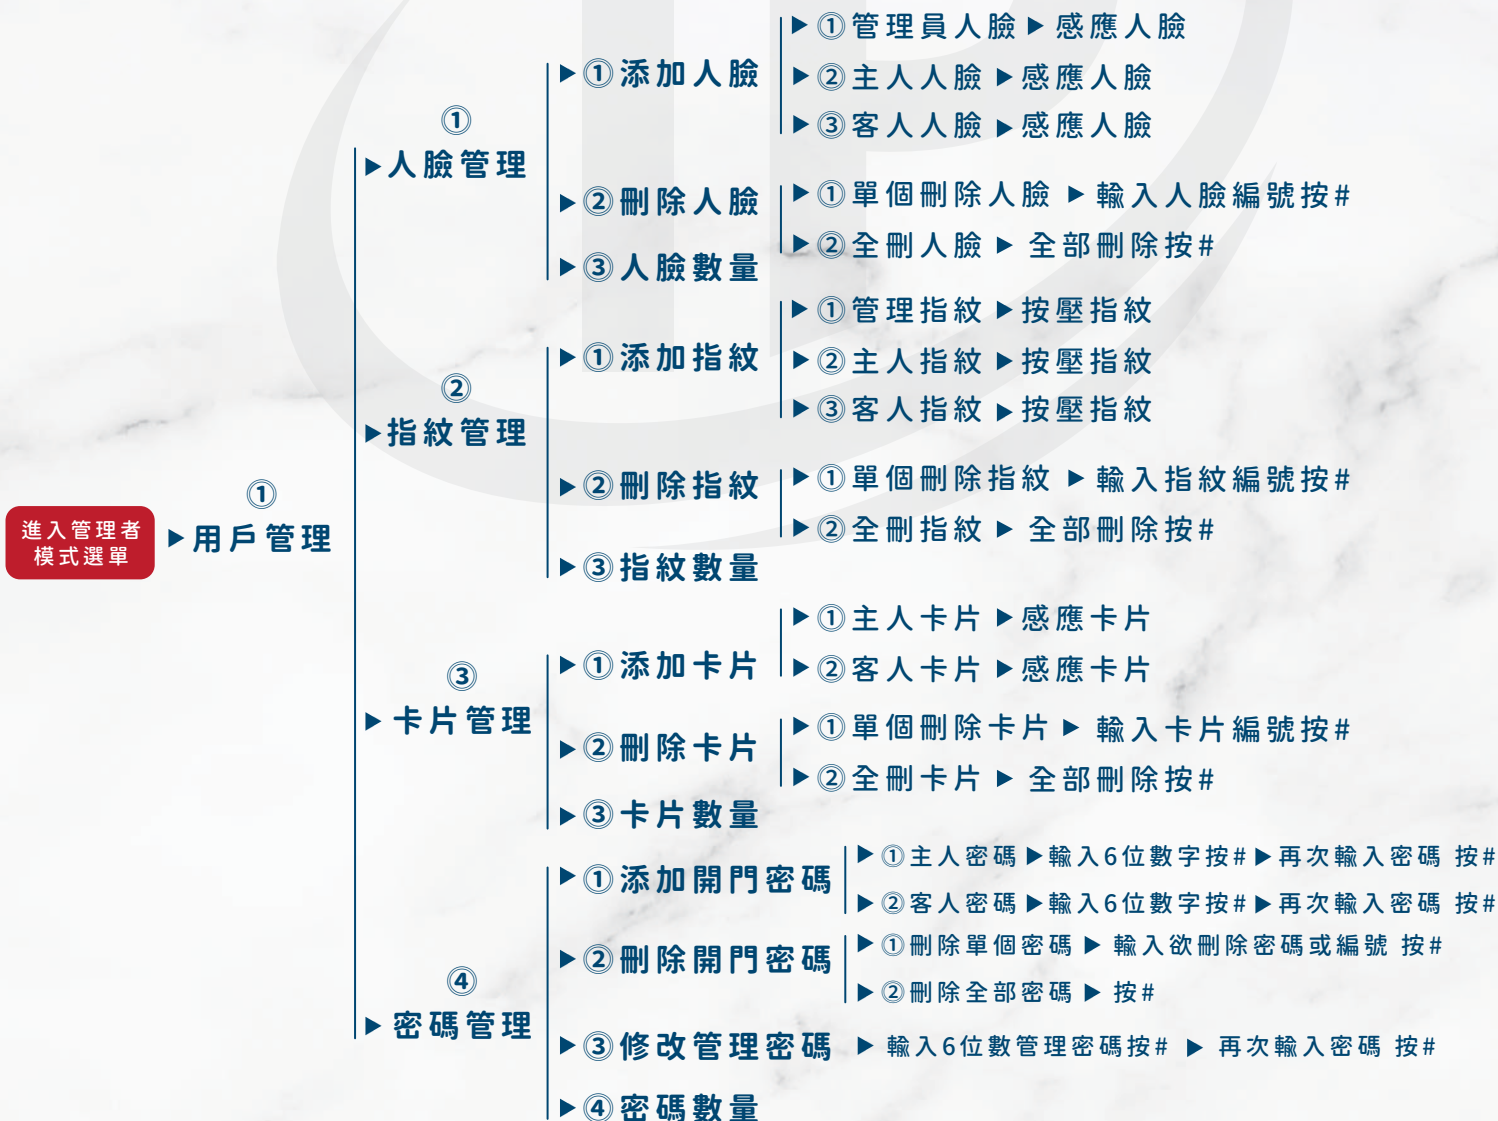 進入管理者
模式選單
▶①用戶管理
①
▶人臉管理
▶①添加人臉
▶①管理員人臉▶感應人臉
▶②主人人臉▶感應人臉
▶③客人人臉▶感應人臉
▶②刪除人臉
▶①單個刪除人臉▶輸入人臉編號按#
▶②全刪人臉▶全部刪除按#
▶③人臉數量
②
▶指紋管理
▶①添加指紋
▶①管理指紋▶按壓指紋
▶②主人指紋▶按壓指紋
▶③客人指紋▶按壓指紋
▶②刪除指紋
▶①單個刪除指紋▶輸入指紋編號按#
▶②全刪指紋▶全部刪除按#
▶③指紋數量
③
▶卡片管理
▶①添加卡片
▶①主人卡片▶感應卡片
▶②客人卡片▶感應卡片
▶②刪除卡片
▶①單個刪除卡片▶輸入卡片編號按#
▶②全刪卡片▶全部刪除按#
▶③卡片數量
④
▶密碼管理
▶①添加開門密碼
▶①主人密碼▶輸入6位數字按#▶再次輸入密碼 按#
▶②客人密碼▶輸入6位數字按#▶再次輸入密碼 按#
▶②刪除開門密碼
▶①刪除單個密碼▶輸入欲刪除密碼或編號 按#
▶②刪除全部密碼▶按#
▶③修改管理密碼▶輸入6位數管理密碼按#▶再次輸入密碼 按#
▶④密碼數量